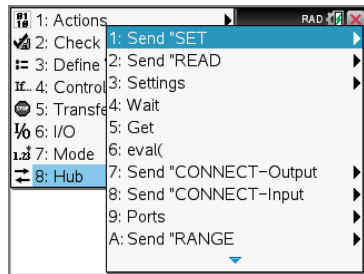 1: Actions
RAD
2: Check
3: Define
4: Control
5: Transfe
6: I/O
7: Mode
8: Hub
1: Send "SET
2: Send "READ
3: Settings
4: Wait
5: Get
6: eval(
7: Send "CONNECT-Output
8: Send "CONNECT-Input
9: Ports
A: Send "RANGE